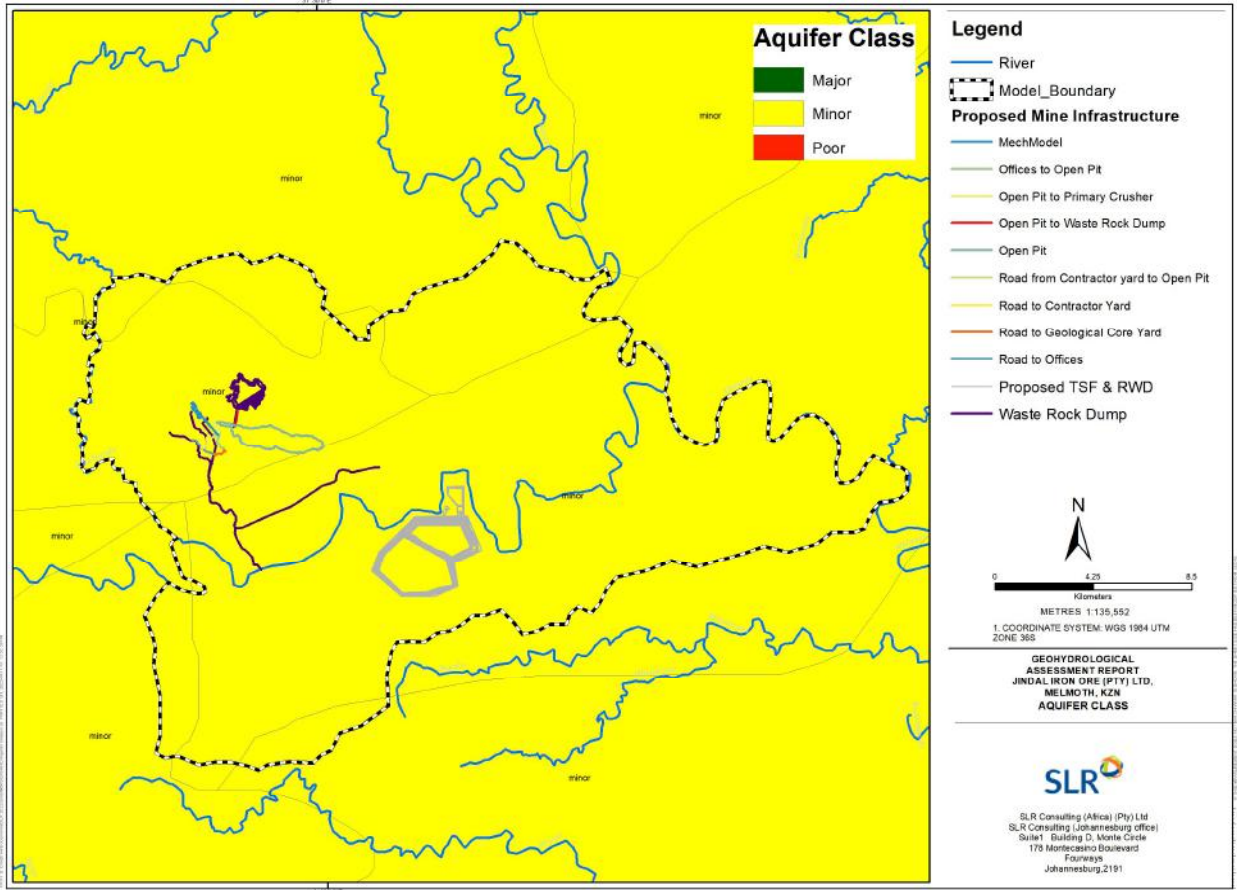 Aquifer Class
Major
Minor
Poor
minor
minor
minor
minor
minor
minor
minor
minor
Legend
River
Model_Boundary
Proposed Mine Infrastructure
MechModel
Offices to Open Pit
Open Pit to Primary Crusher
Open Pit to Waste Rock Dump
Open Pit
Road from Contractor yard to Open Pit
Road to Contractor Yard
Road to Geological Core Yard
Road to Offices
Proposed TSF & RWD
Waste Rock Dump
N
0 4.25 8.5
Kilometers
METRES 1:135,552
1. COORDINATE SYSTEM: WGS 1984 UTM
ZONE 36S
GEOHYDROLOGICAL
ASSESSMENT REPORT
JINDAL IRON ORE (PTY) LTD,
MELMOTH, KZN
AQUIFER CLASS
SLR
SLR Consulting (Africa) (Pty) Ltd
SLR Consulting (Johannesburg office)
Suite1 Building D, Monte Circle
178 Montecasino Boulevard
Fourways
Johannesburg,2191